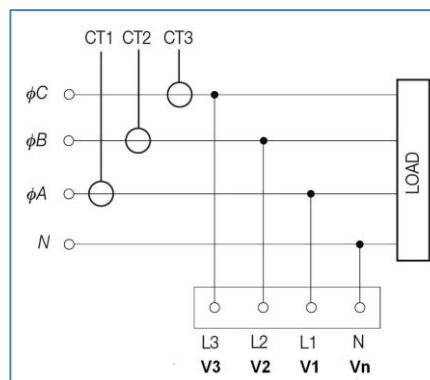 CT1 CT2 CT3
ϕC
ϕB
ϕA
N
LOAD
L3 L2 L1 N
V3 V2 V1 Vn